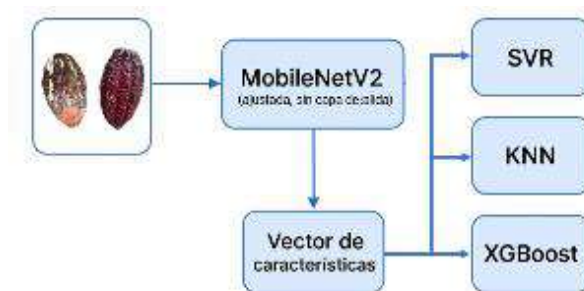 MobileNetV2
(ajustada, sin capa de salida)
Vector de
características
SVR
KNN
XGBoost